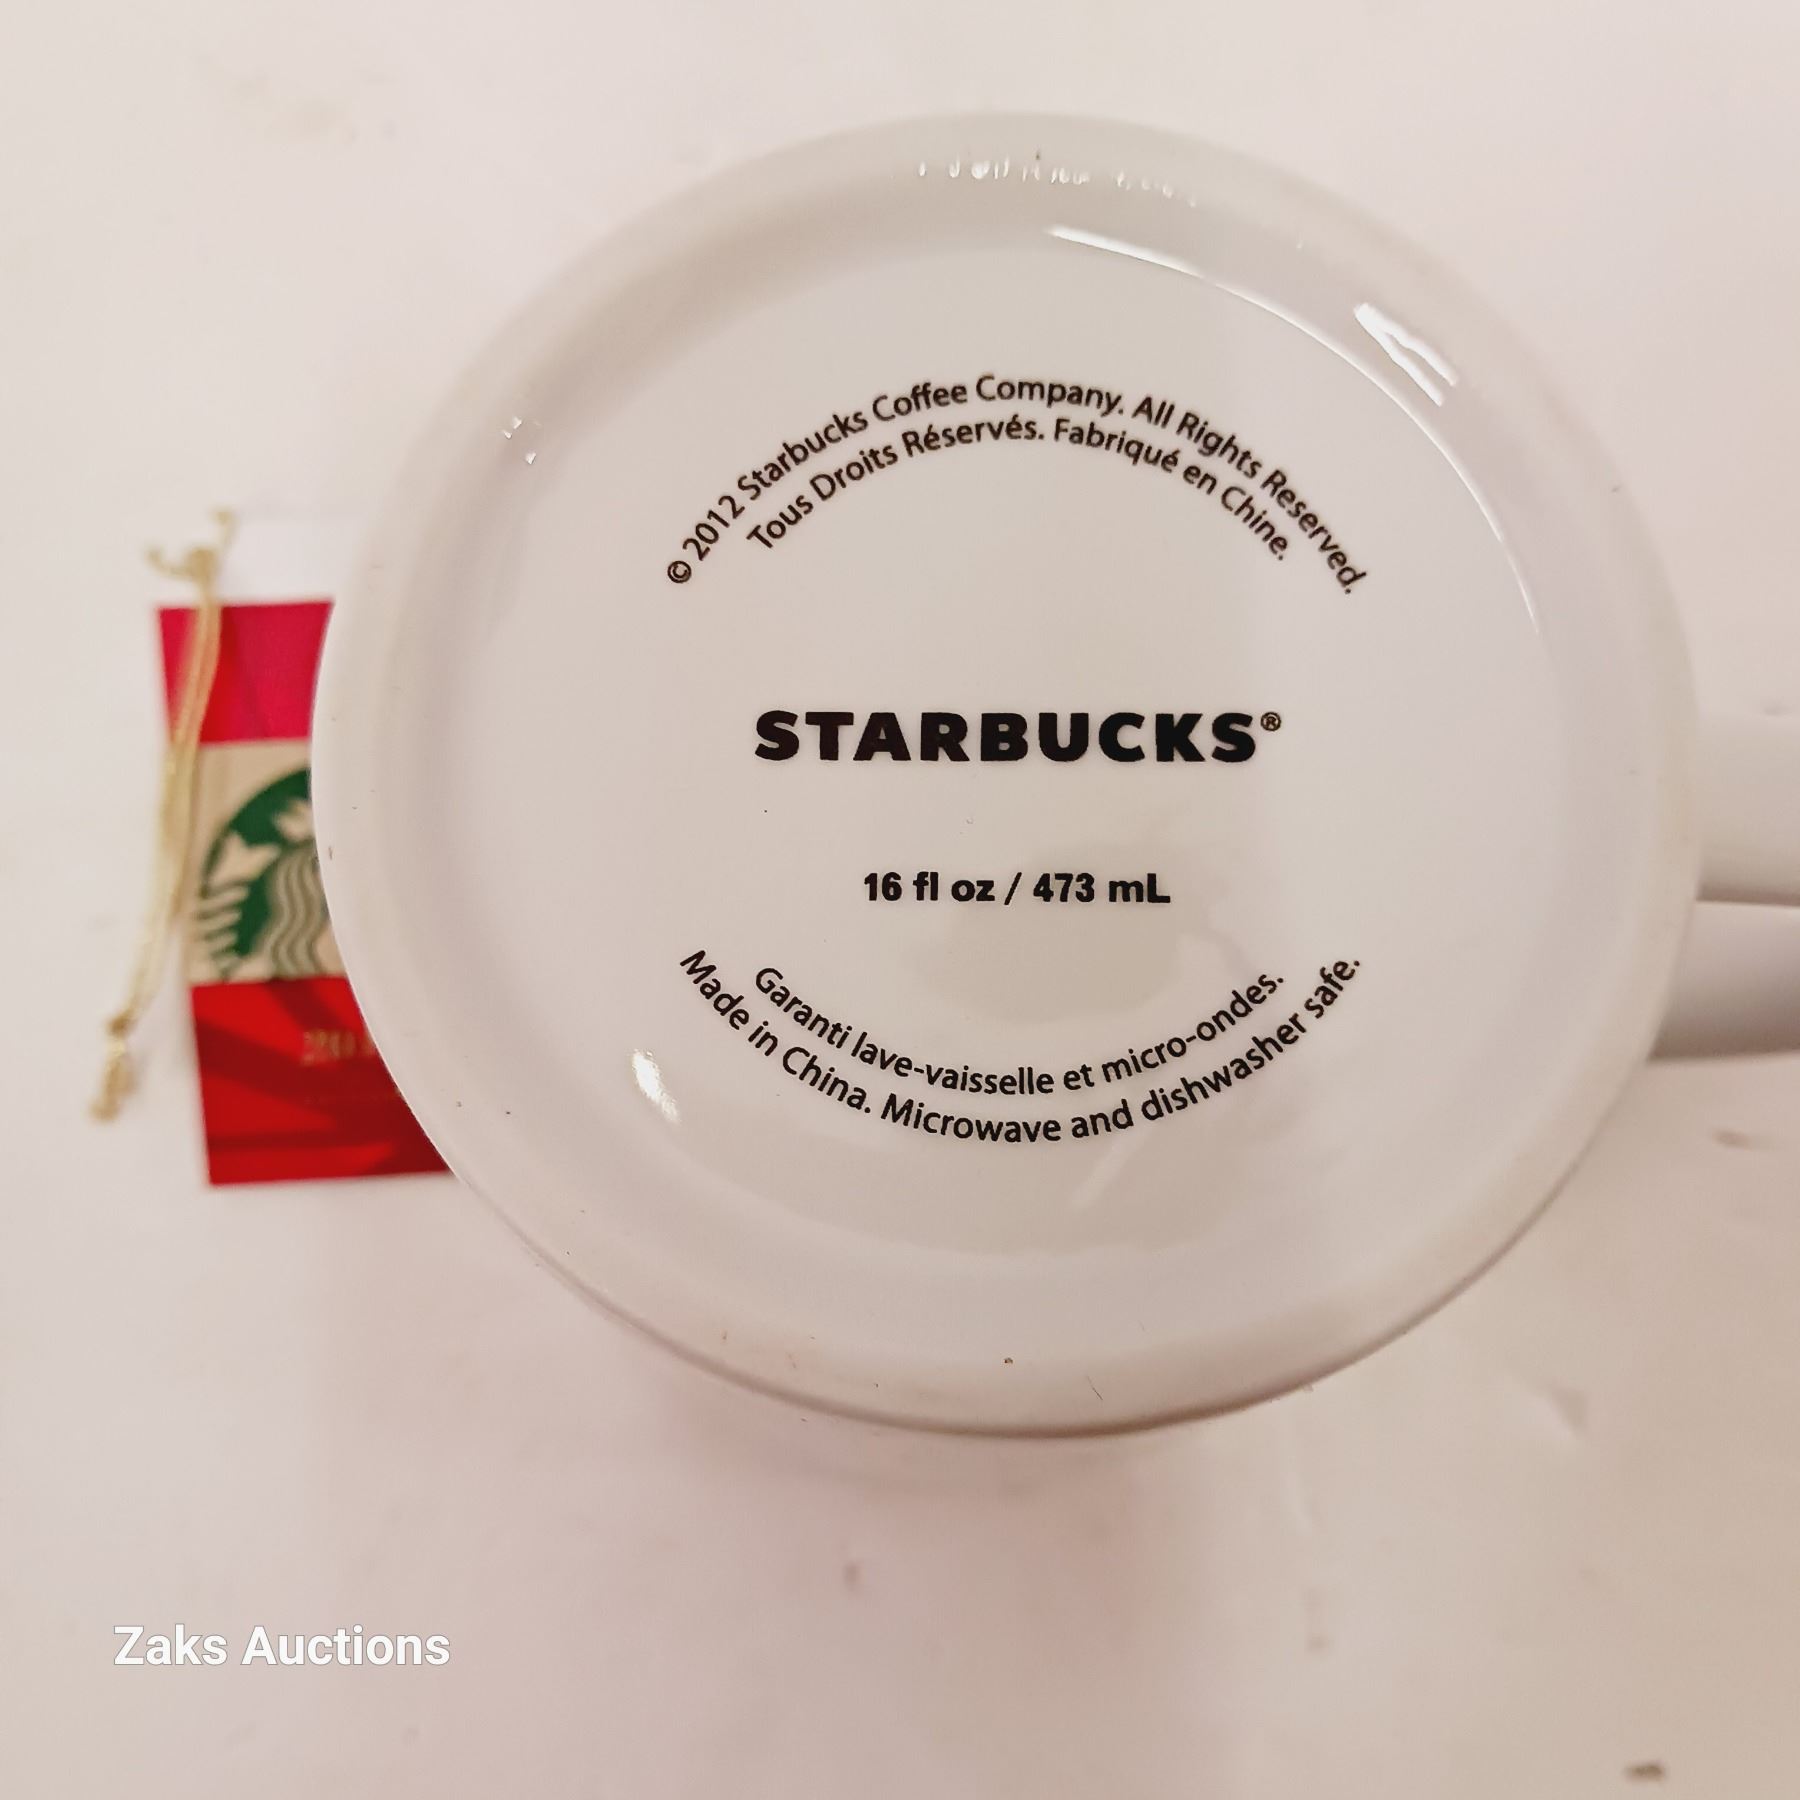 © 2012 Starbucks Coffee Company. All Rights Reserved.
Tous Droits Réservés. Fabriqué en Chine.
STARBUCKS®
16 fl oz / 473 mL
Garanti lave-vaisselle et micro-ondes.
Made in China. Microwave and dishwasher safe.
Zaks Auctions